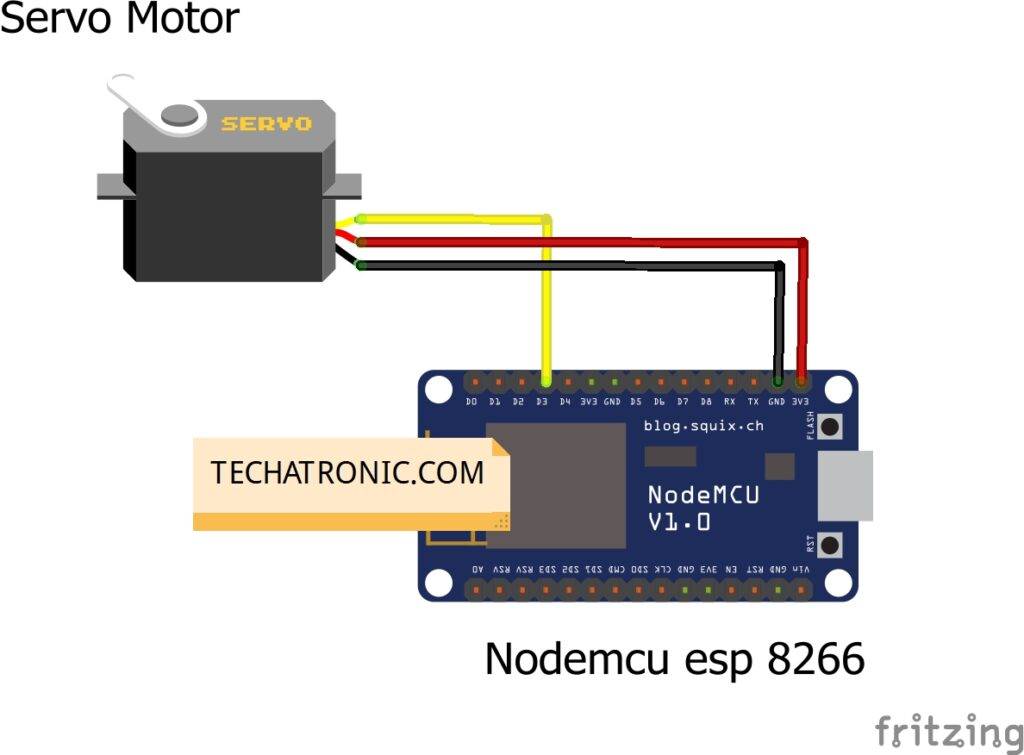 Servo Motor
SERVO
D0 D1 D2 D3 D4 3V3 GND D5 D6 D7 D8 RX TX GND 3V3
blog.squix.ch
FLASH
TECHATRONIC.COM
NodeMCU
V1.0
RST
A0 RSV RSV SD3 SD2 SD1 CMD SD0 CLK GND 3V3 EN RST GND Vin
Nodemcu esp 8266
fritzing